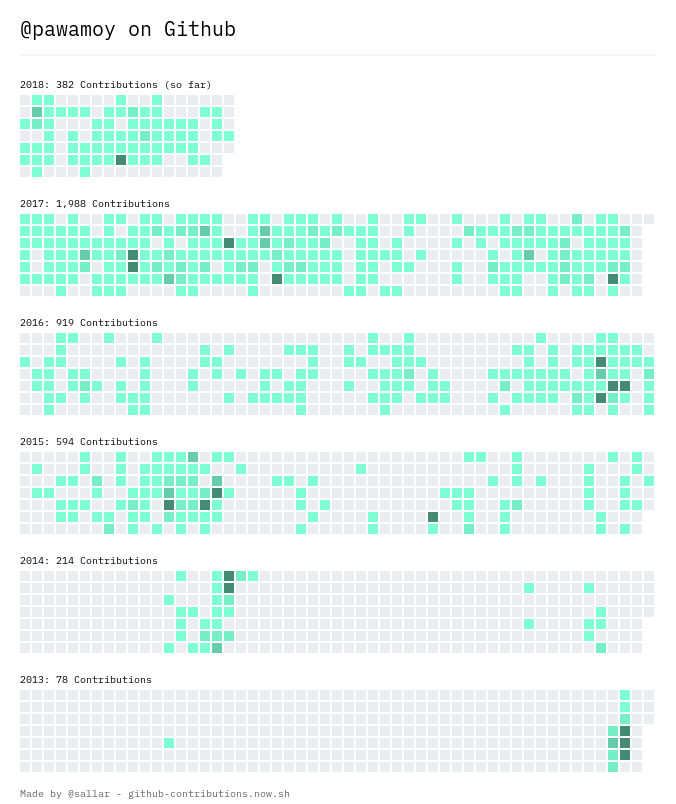 @pawamoy on Github
2018: 382 Contributions (so far)
2017: 1,988 Contributions
2016: 919 Contributions
2015: 594 Contributions
2014: 214 Contributions
2013: 78 Contributions
Made by @sallar - github-contributions.now.sh